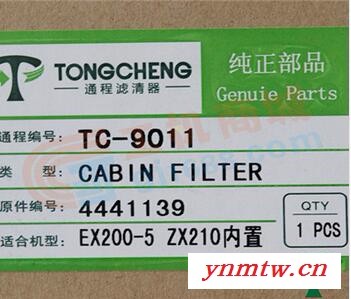 TONGCHENG
通程滤清器
纯正部品
Genuie Parts
通程编号: TC-9011
类 型: CABIN FILTER
原件编号: 4441139
适合机型: EX200-5 ZX210内置
QTY
1 PCS
ynmtw.cn